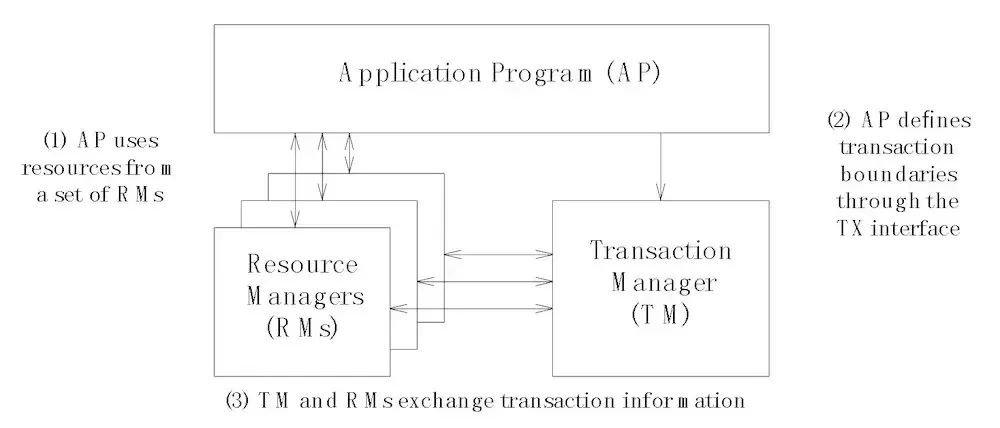 Application Program (AP)
(1) AP uses
resources from
a set of RMs
(2) AP defines
transaction
boundaries
through the
TX interface
Resource
Managers
(RMs)
Transaction
Manager
(TM)
(3) TM and RMs exchange transaction information